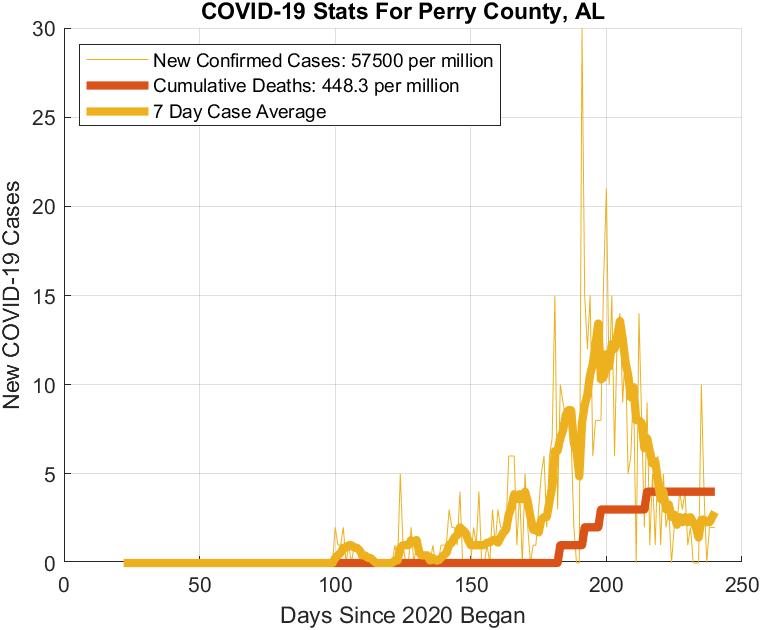 COVID-19 Stats For Perry County, AL
New Confirmed Cases: 57500 per million
Cumulative Deaths: 448.3 per million
7 Day Case Average
New COVID-19 Cases
30
25
20
15
10
5
0
0 50 100 150 200 250
Days Since 2020 Began